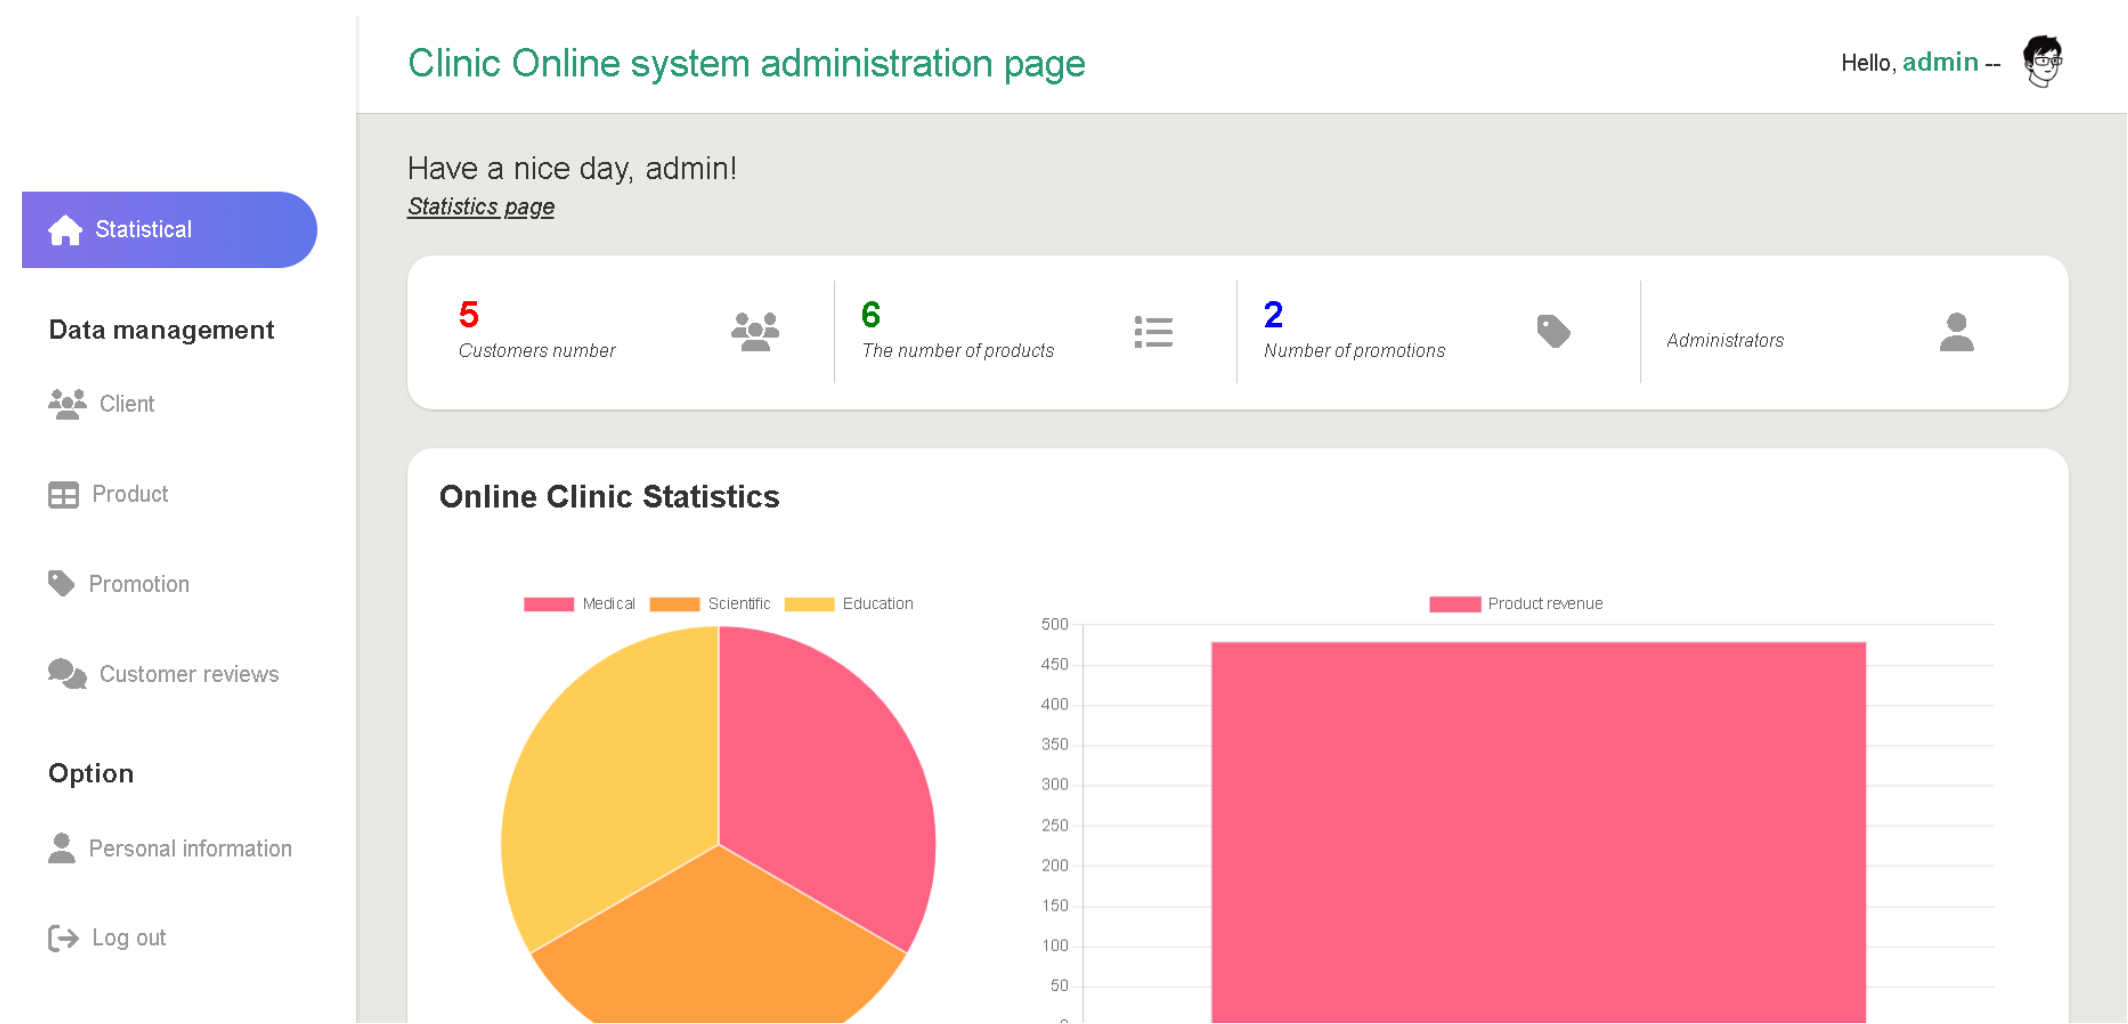 Clinic Online system administration page
Hello, admin --
Have a nice day, admin!
Statistics page
Statistical
Data management
Client
Product
Promotion
Customer reviews
Option
Personal information
Log out
5
Customers number
6
The number of products
2
Number of promotions
Administrators
Online Clinic Statistics
Medical
Scientific
Education
Product revenue
500
450
400
350
300
250
200
150
100
50
0